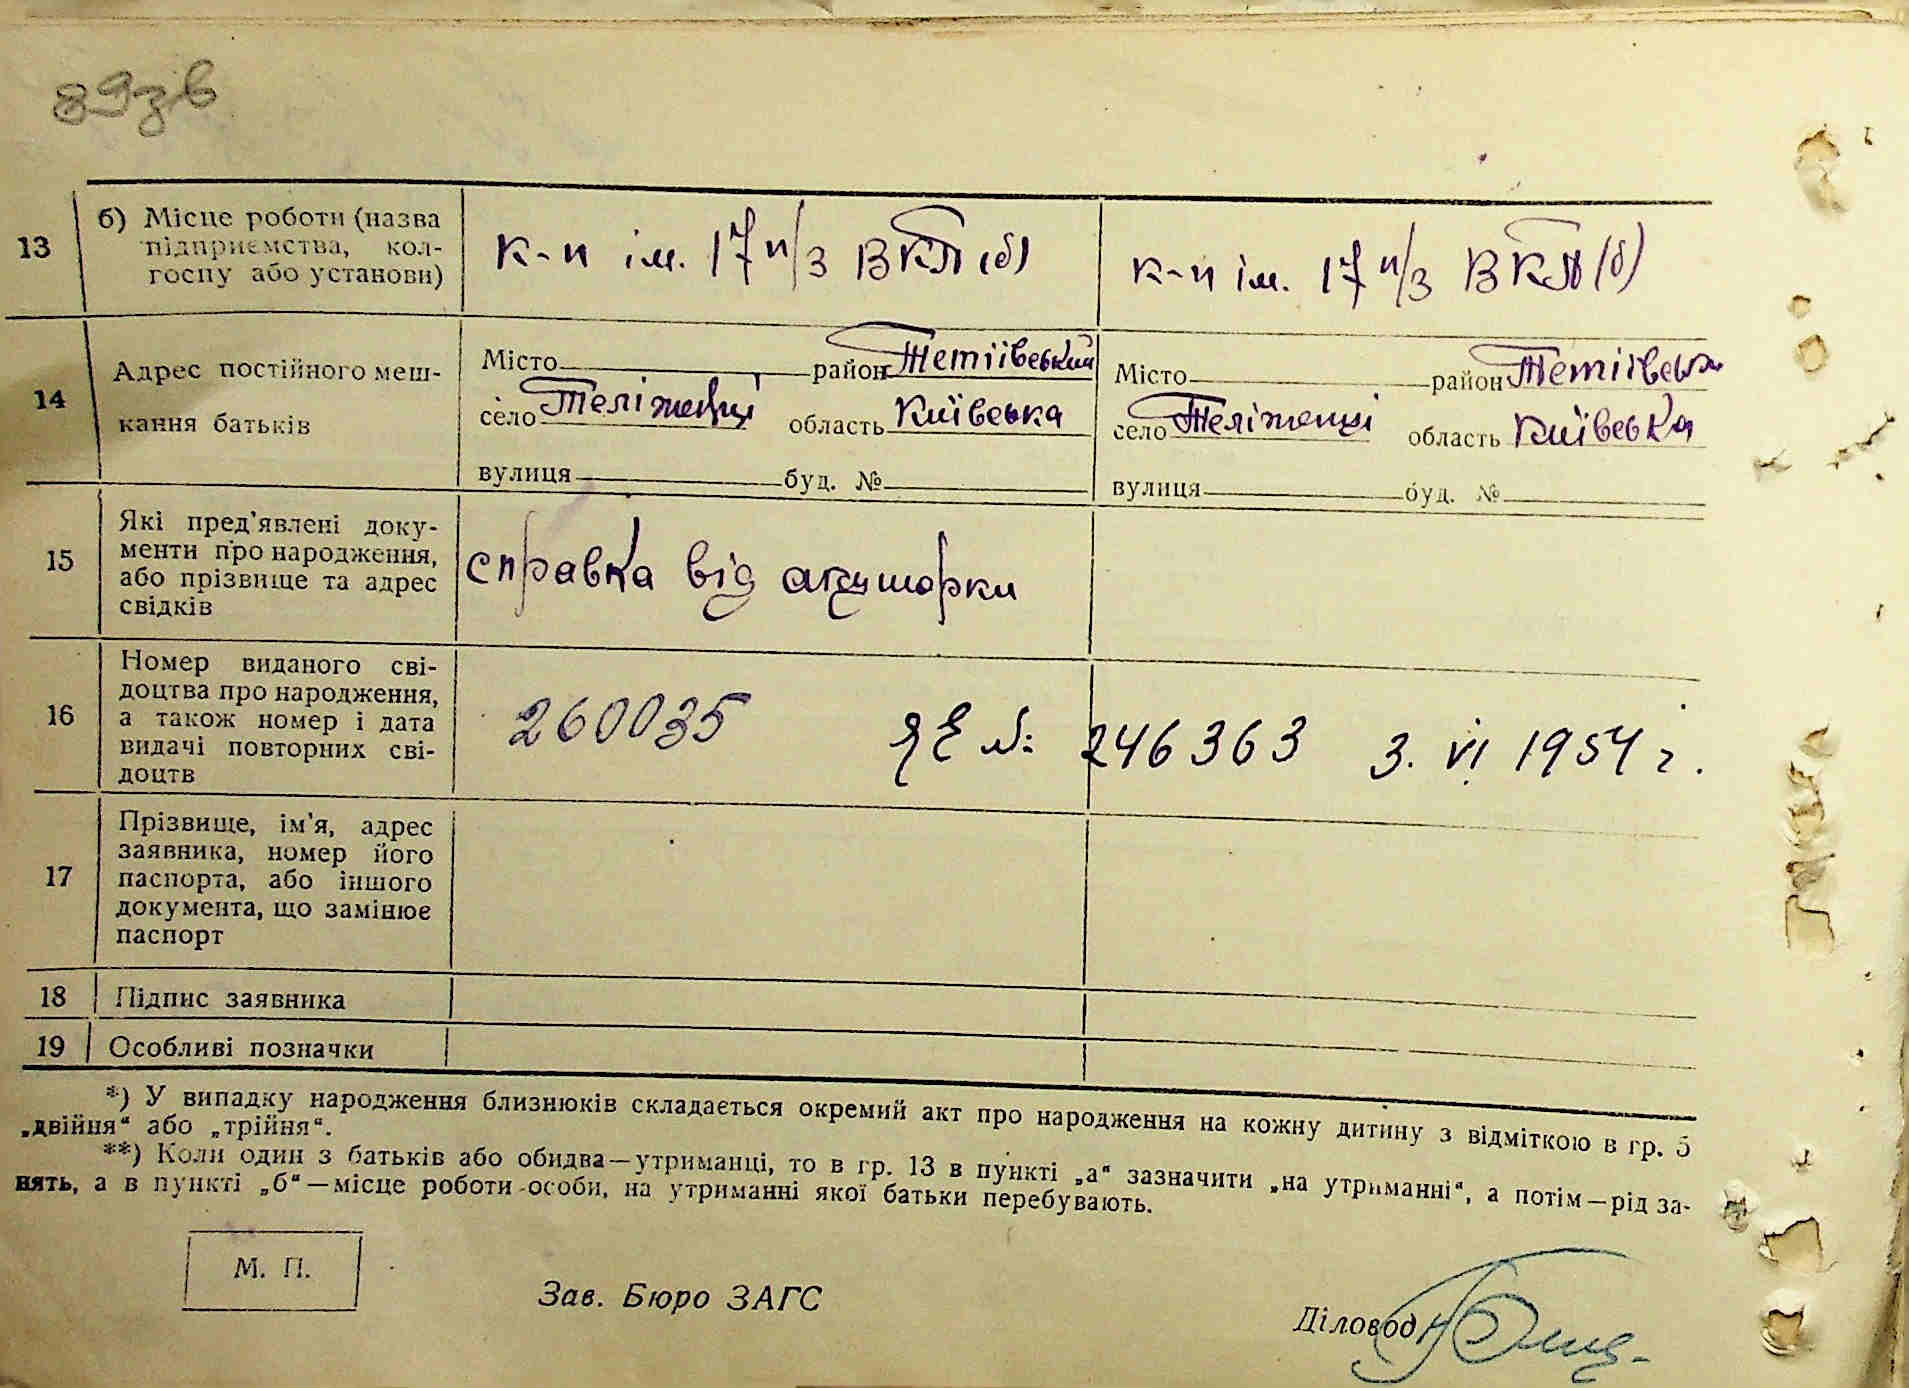 89зв
13
б) Місце роботи (назва
підприємства, кол-
госпу або установи)
к-п ім. 17 п/з ВКП(б)
к-п ім. 17 п/з ВКП(б)
14
Адрес постійного меш-
кання батьків
Місто район Тетіївський
село Теліженці область Київська
вулиця буд. №
Місто район Тетіївськ
село Теліженці область Київська
вулиця буд. №
15
Які пред'явлені доку-
менти про народження,
або прізвище та адрес
свідків
справка від акушорки
16
Номер виданого сві-
доцтва про народження,
а також номер і дата
видачі повторних сві-
доцтв
260035
ЯЄ №: 246363 3. VI 1954 г.
17
Прізвище, ім'я, адрес
заявника, номер його
паспорта, або іншого
документа, що замінює
паспорт
18
Підпис заявника
19
Особливі позначки
*) У випадку народження близнюків складається окремий акт про народження на кожну дитину з відміткою в гр. 5
„двійня“ або „трійня“.
**) Коли один з батьків або обидва—утриманці, то в гр. 13 в пункті „а“ зазначити „на утриманні“, а потім—рід за-
нять, а в пункті „б“—місце роботи особи, на утриманні якої батьки перебувають.
М. П.
Зав. Бюро ЗАГС
Діловод